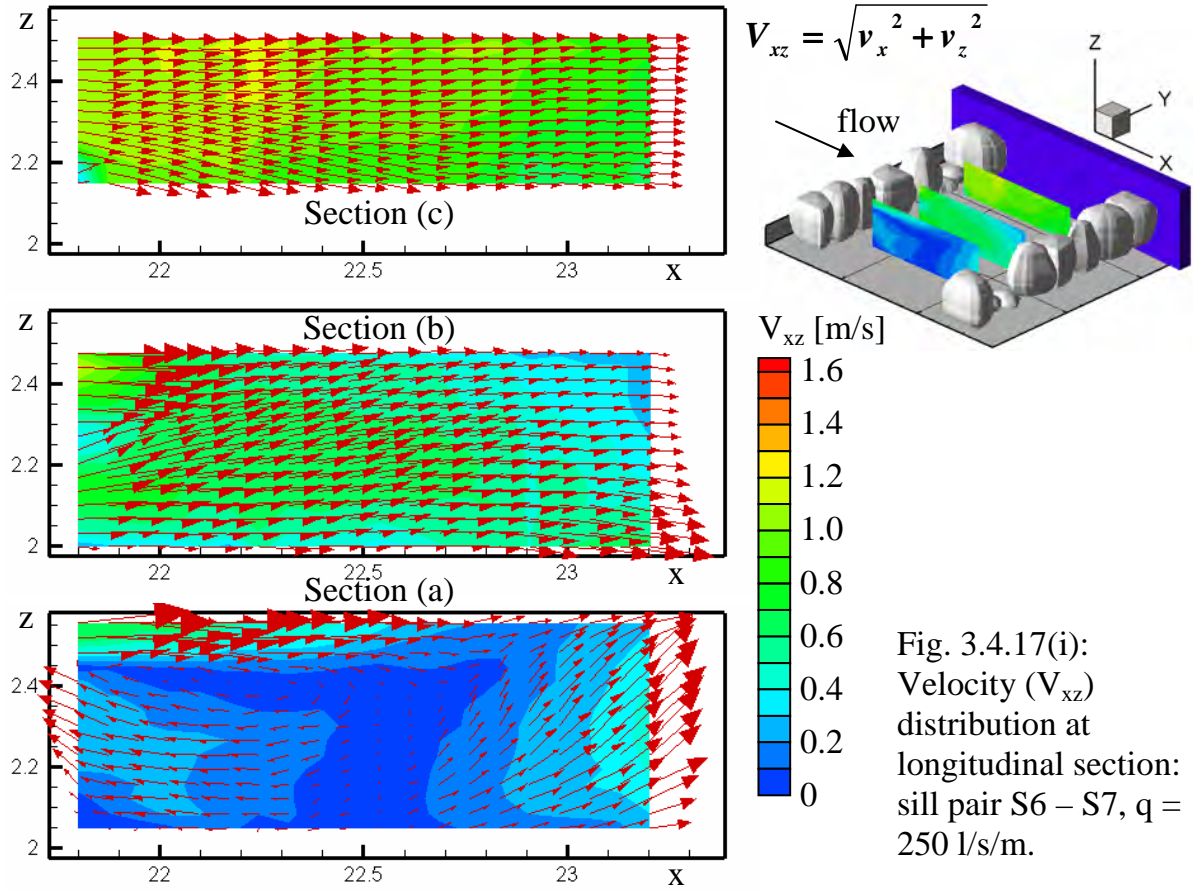 z
2.4
2.2
2
22
22.5
23
x
Section (c)
V_xz = √(v_x² + v_z²)
flow
Z
Y
X
z
2.4
2.2
2
22
22.5
23
x
Section (b)
z
2.4
2.2
2
22
22.5
23
x
Section (a)
V_xz [m/s]
1.6
1.4
1.2
1.0
0.8
0.6
0.4
0.2
0
Fig. 3.4.17(i):
Velocity (V_xz)
distribution at
longitudinal section:
sill pair S6 – S7, q =
250 l/s/m.